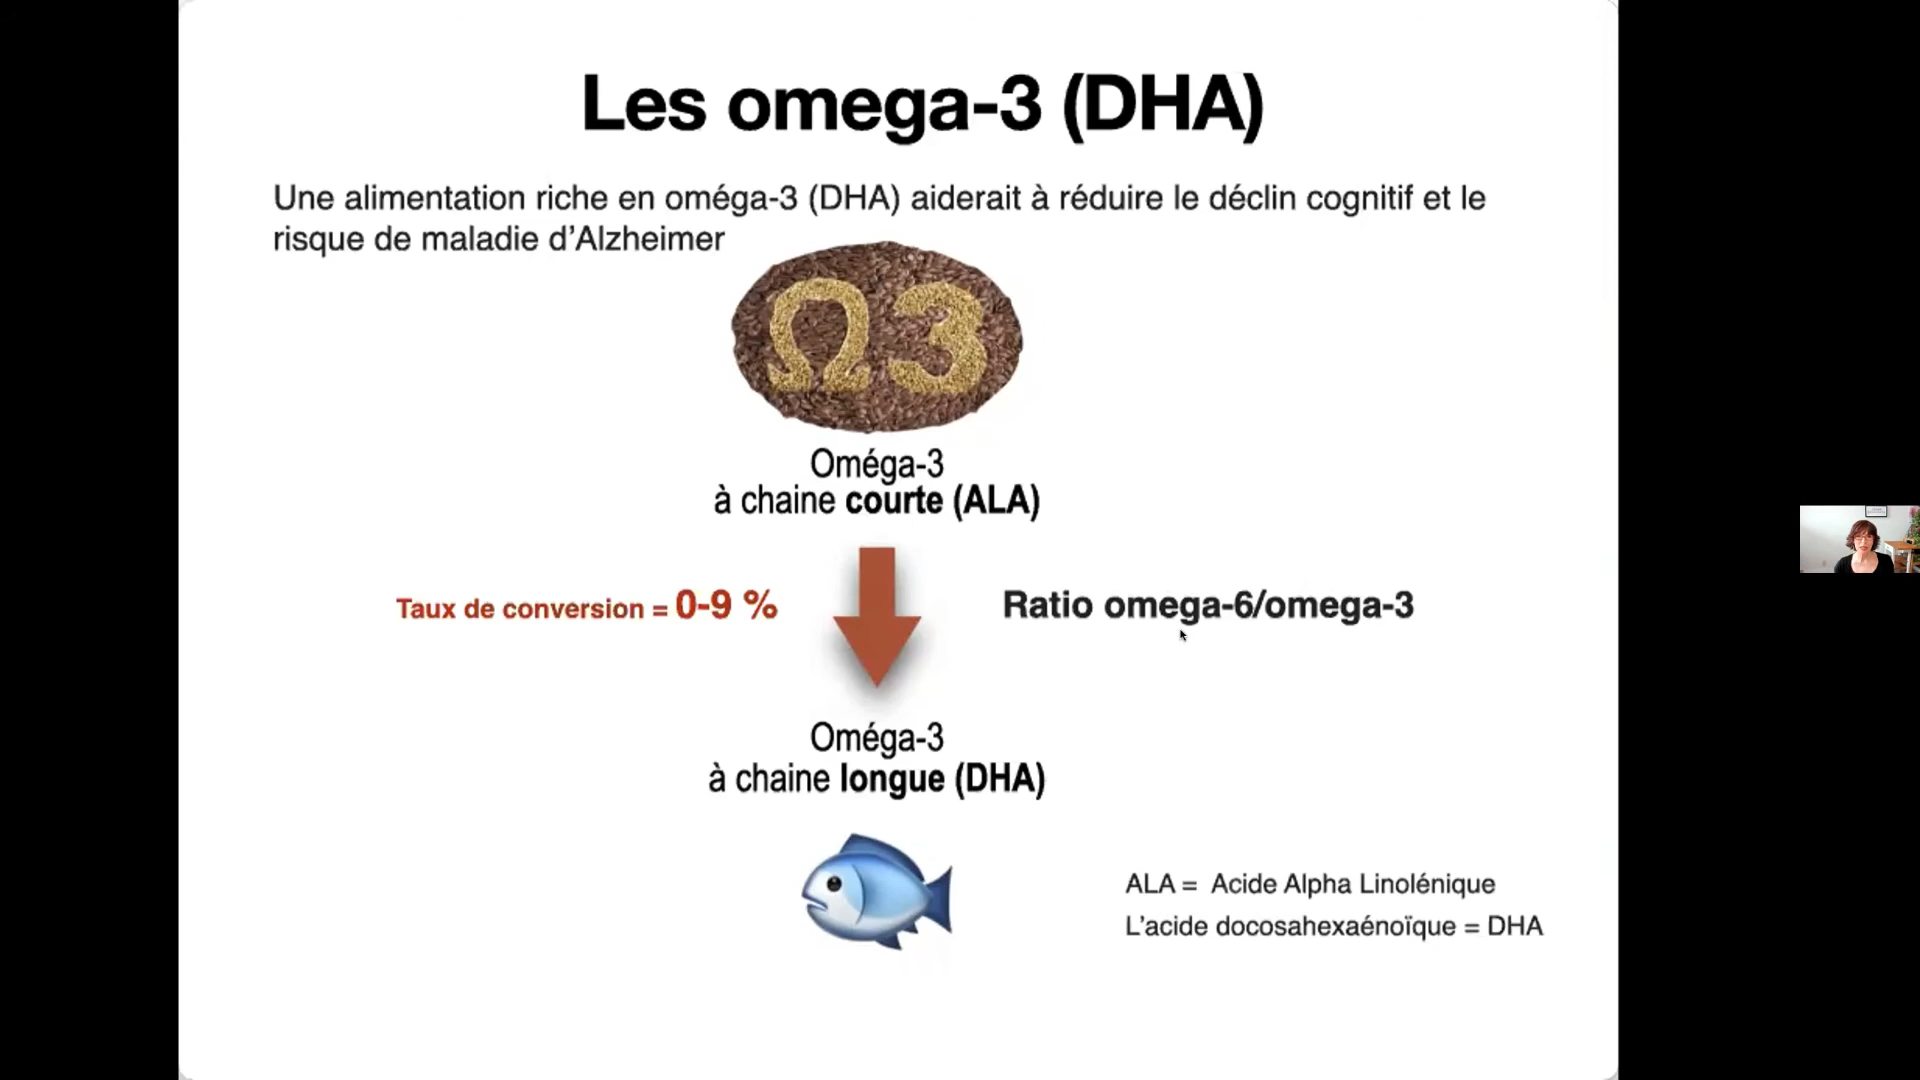 Les omega-3 (DHA)
Une alimentation riche en oméga-3 (DHA) aiderait à réduire le déclin cognitif et le
risque de maladie d’Alzheimer
Ω3
Oméga-3
à chaine courte (ALA)
Taux de conversion = 0-9 %
Ratio omega-6/omega-3
Oméga-3
à chaine longue (DHA)
ALA = Acide Alpha Linolénique
L’acide docosahexaénoïque = DHA